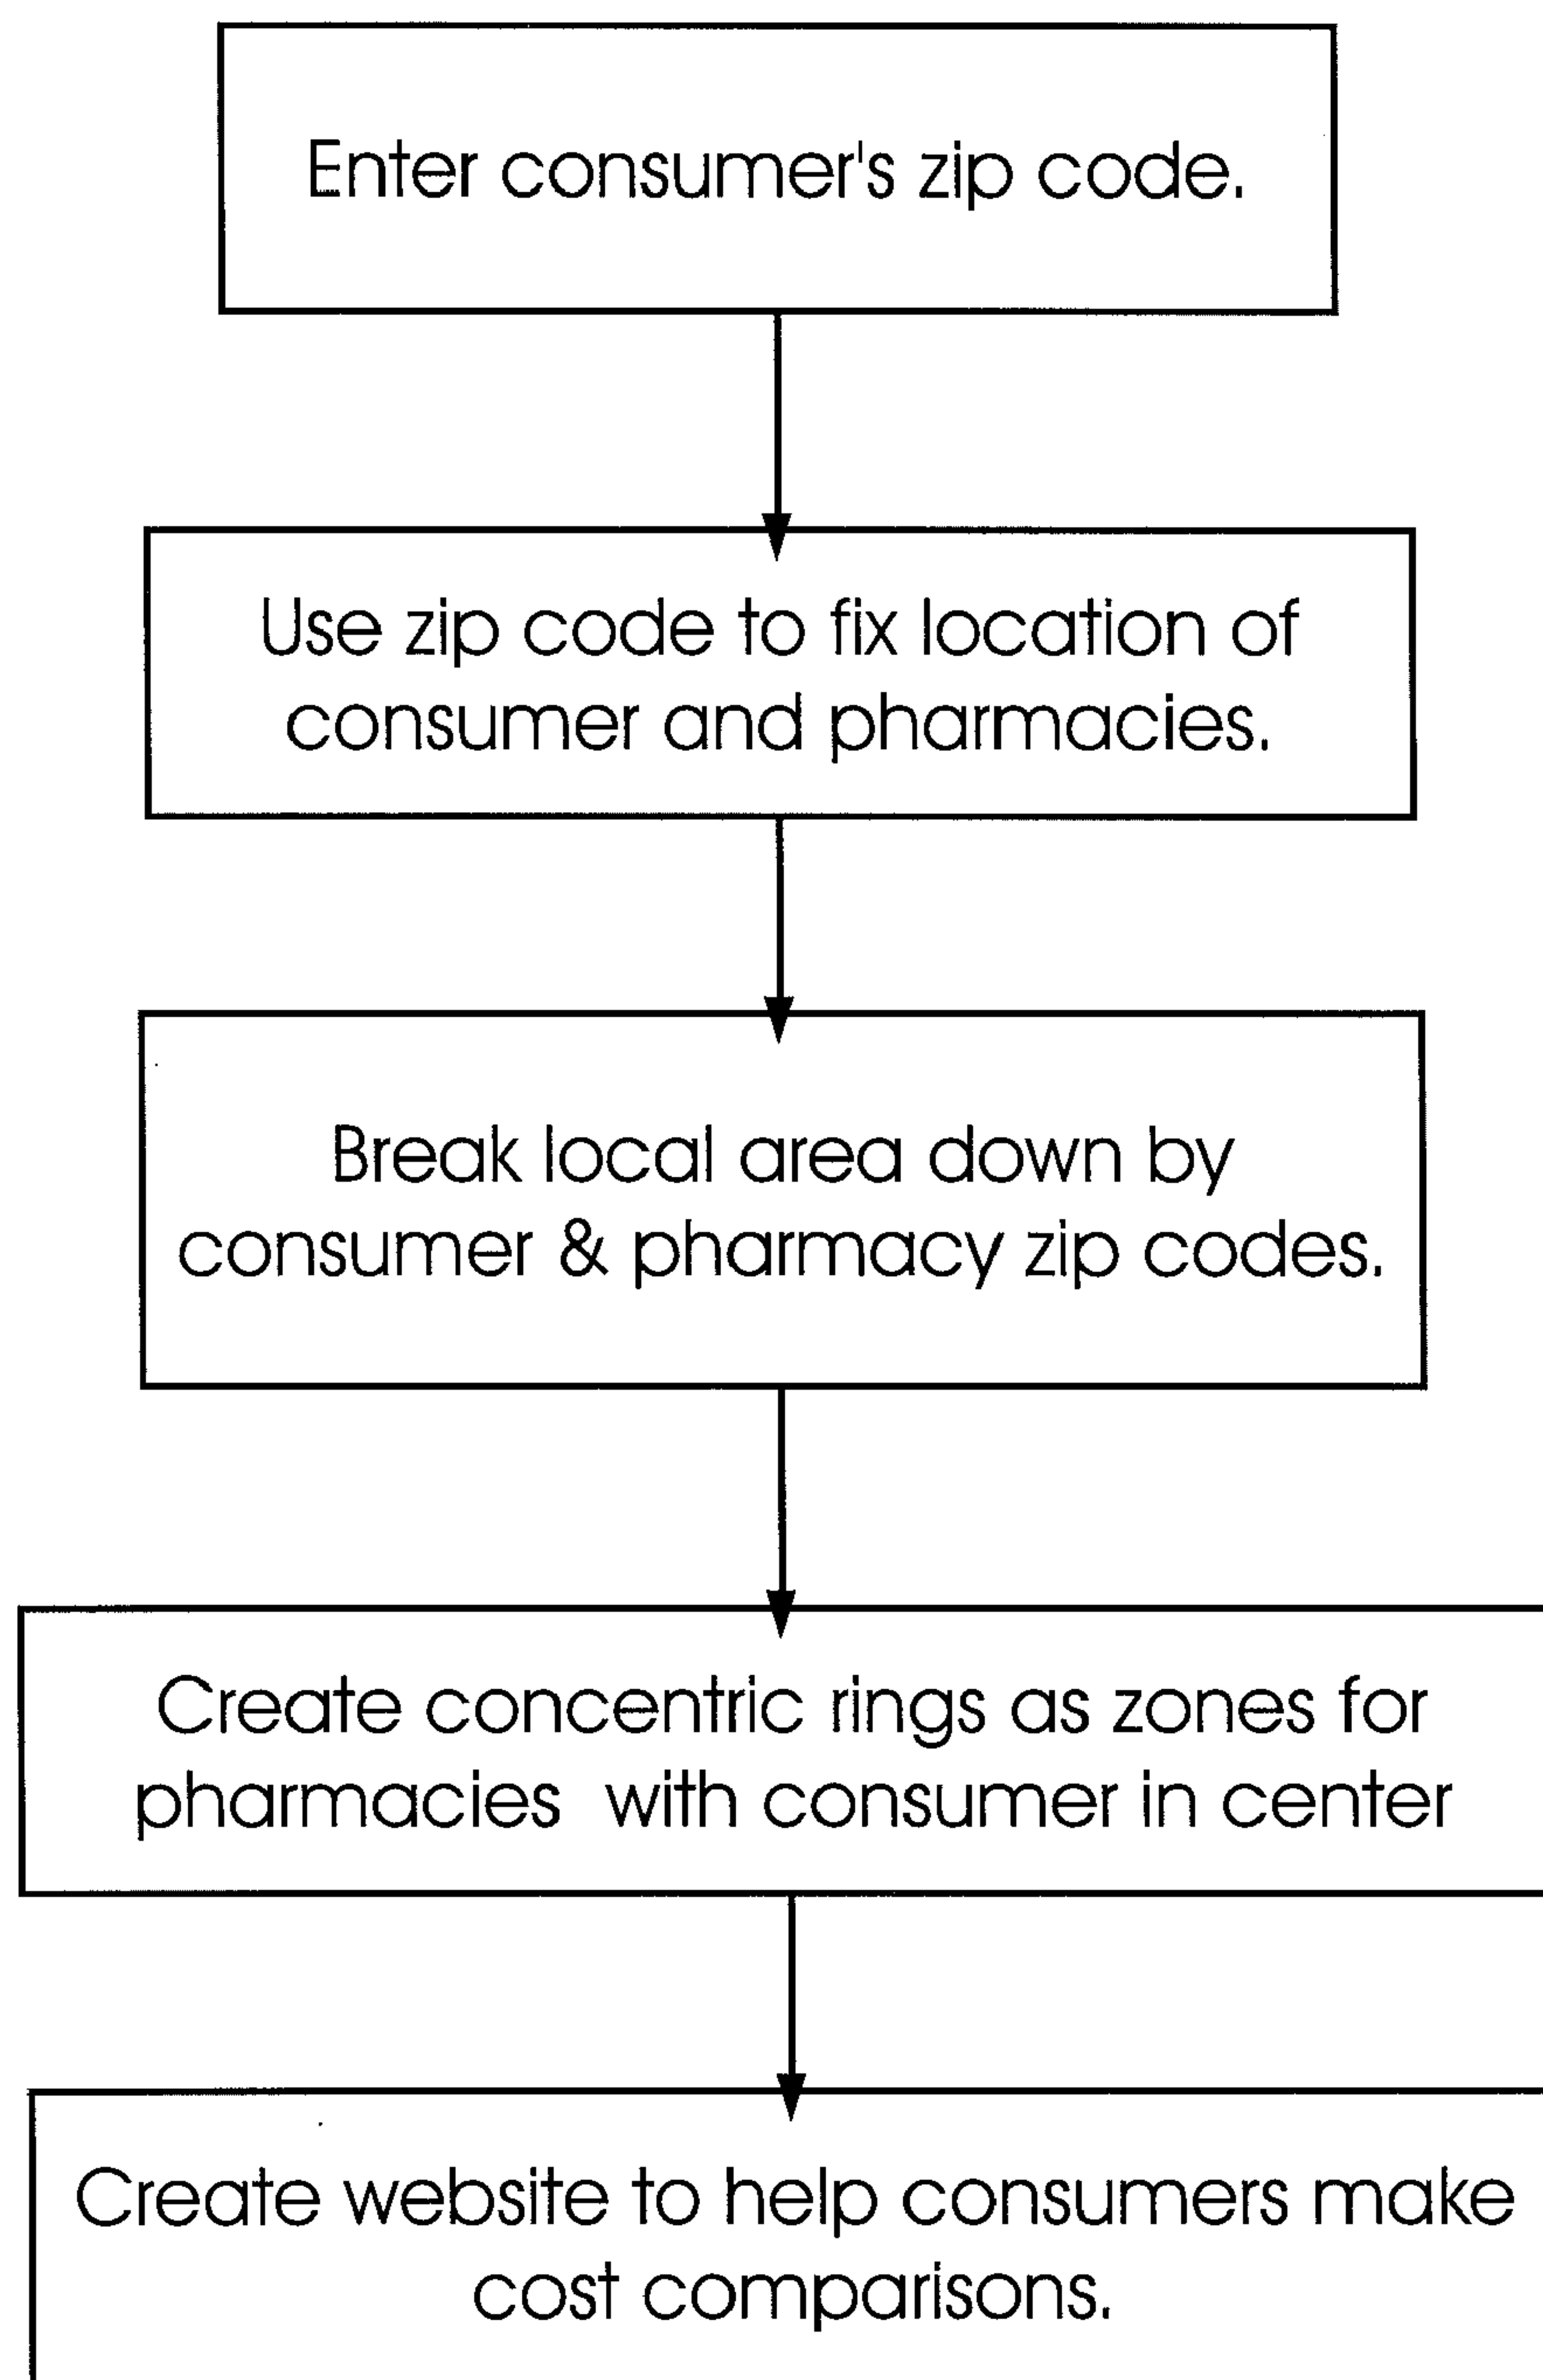 Enter consumer's zip code.
Use zip code to fix location of
consumer and pharmacies.
Break local area down by
consumer & pharmacy zip codes.
Create concentric rings as zones for
pharmacies with consumer in center
Create website to help consumers make
cost comparisons.